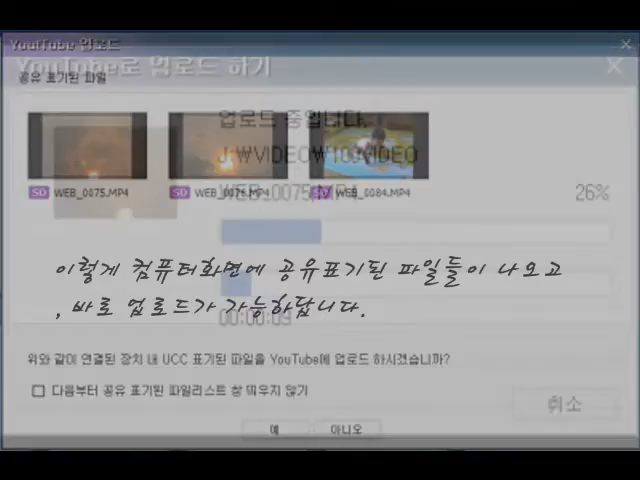 YouTube 업로드
YouTube로 업로드 하기
공유 표기된 파일
업로드 중입니다.
J:\VIDEO\100VIDEO
SD WEB_0075.MP4
SD WEB_0076.MP4
WEB_0084.MP4
WEB_0075.MP4
26%
이렇게 컴퓨터화면에 공유표기된 파일들이 나오고
, 바로 업로드가 가능하답니다.
00:00:09
위와 같이 연결된 장치 내 UCC 표기된 파일을 YouTube에 업로드 하시겠습니까?
다음부터 공유 표기된 파일리스트 창 띄우지 않기
취소
예
아니오